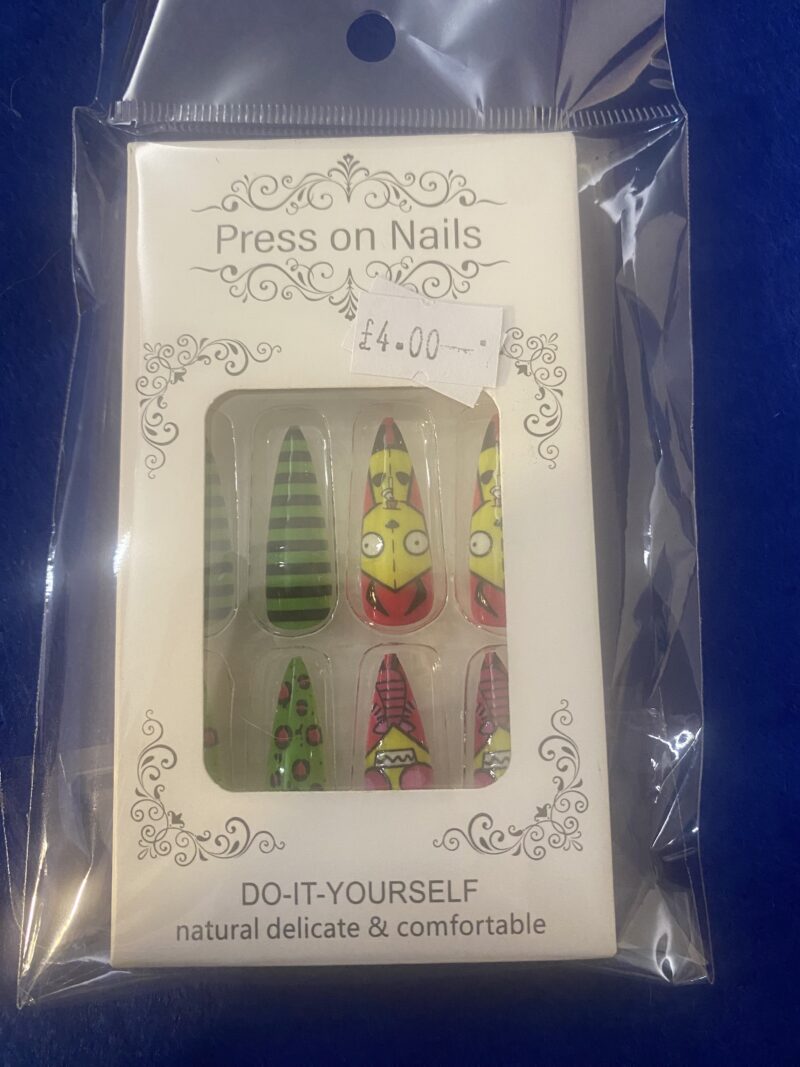 Press on Nails
£4.00
DO-IT-YOURSELF
natural delicate & comfortable